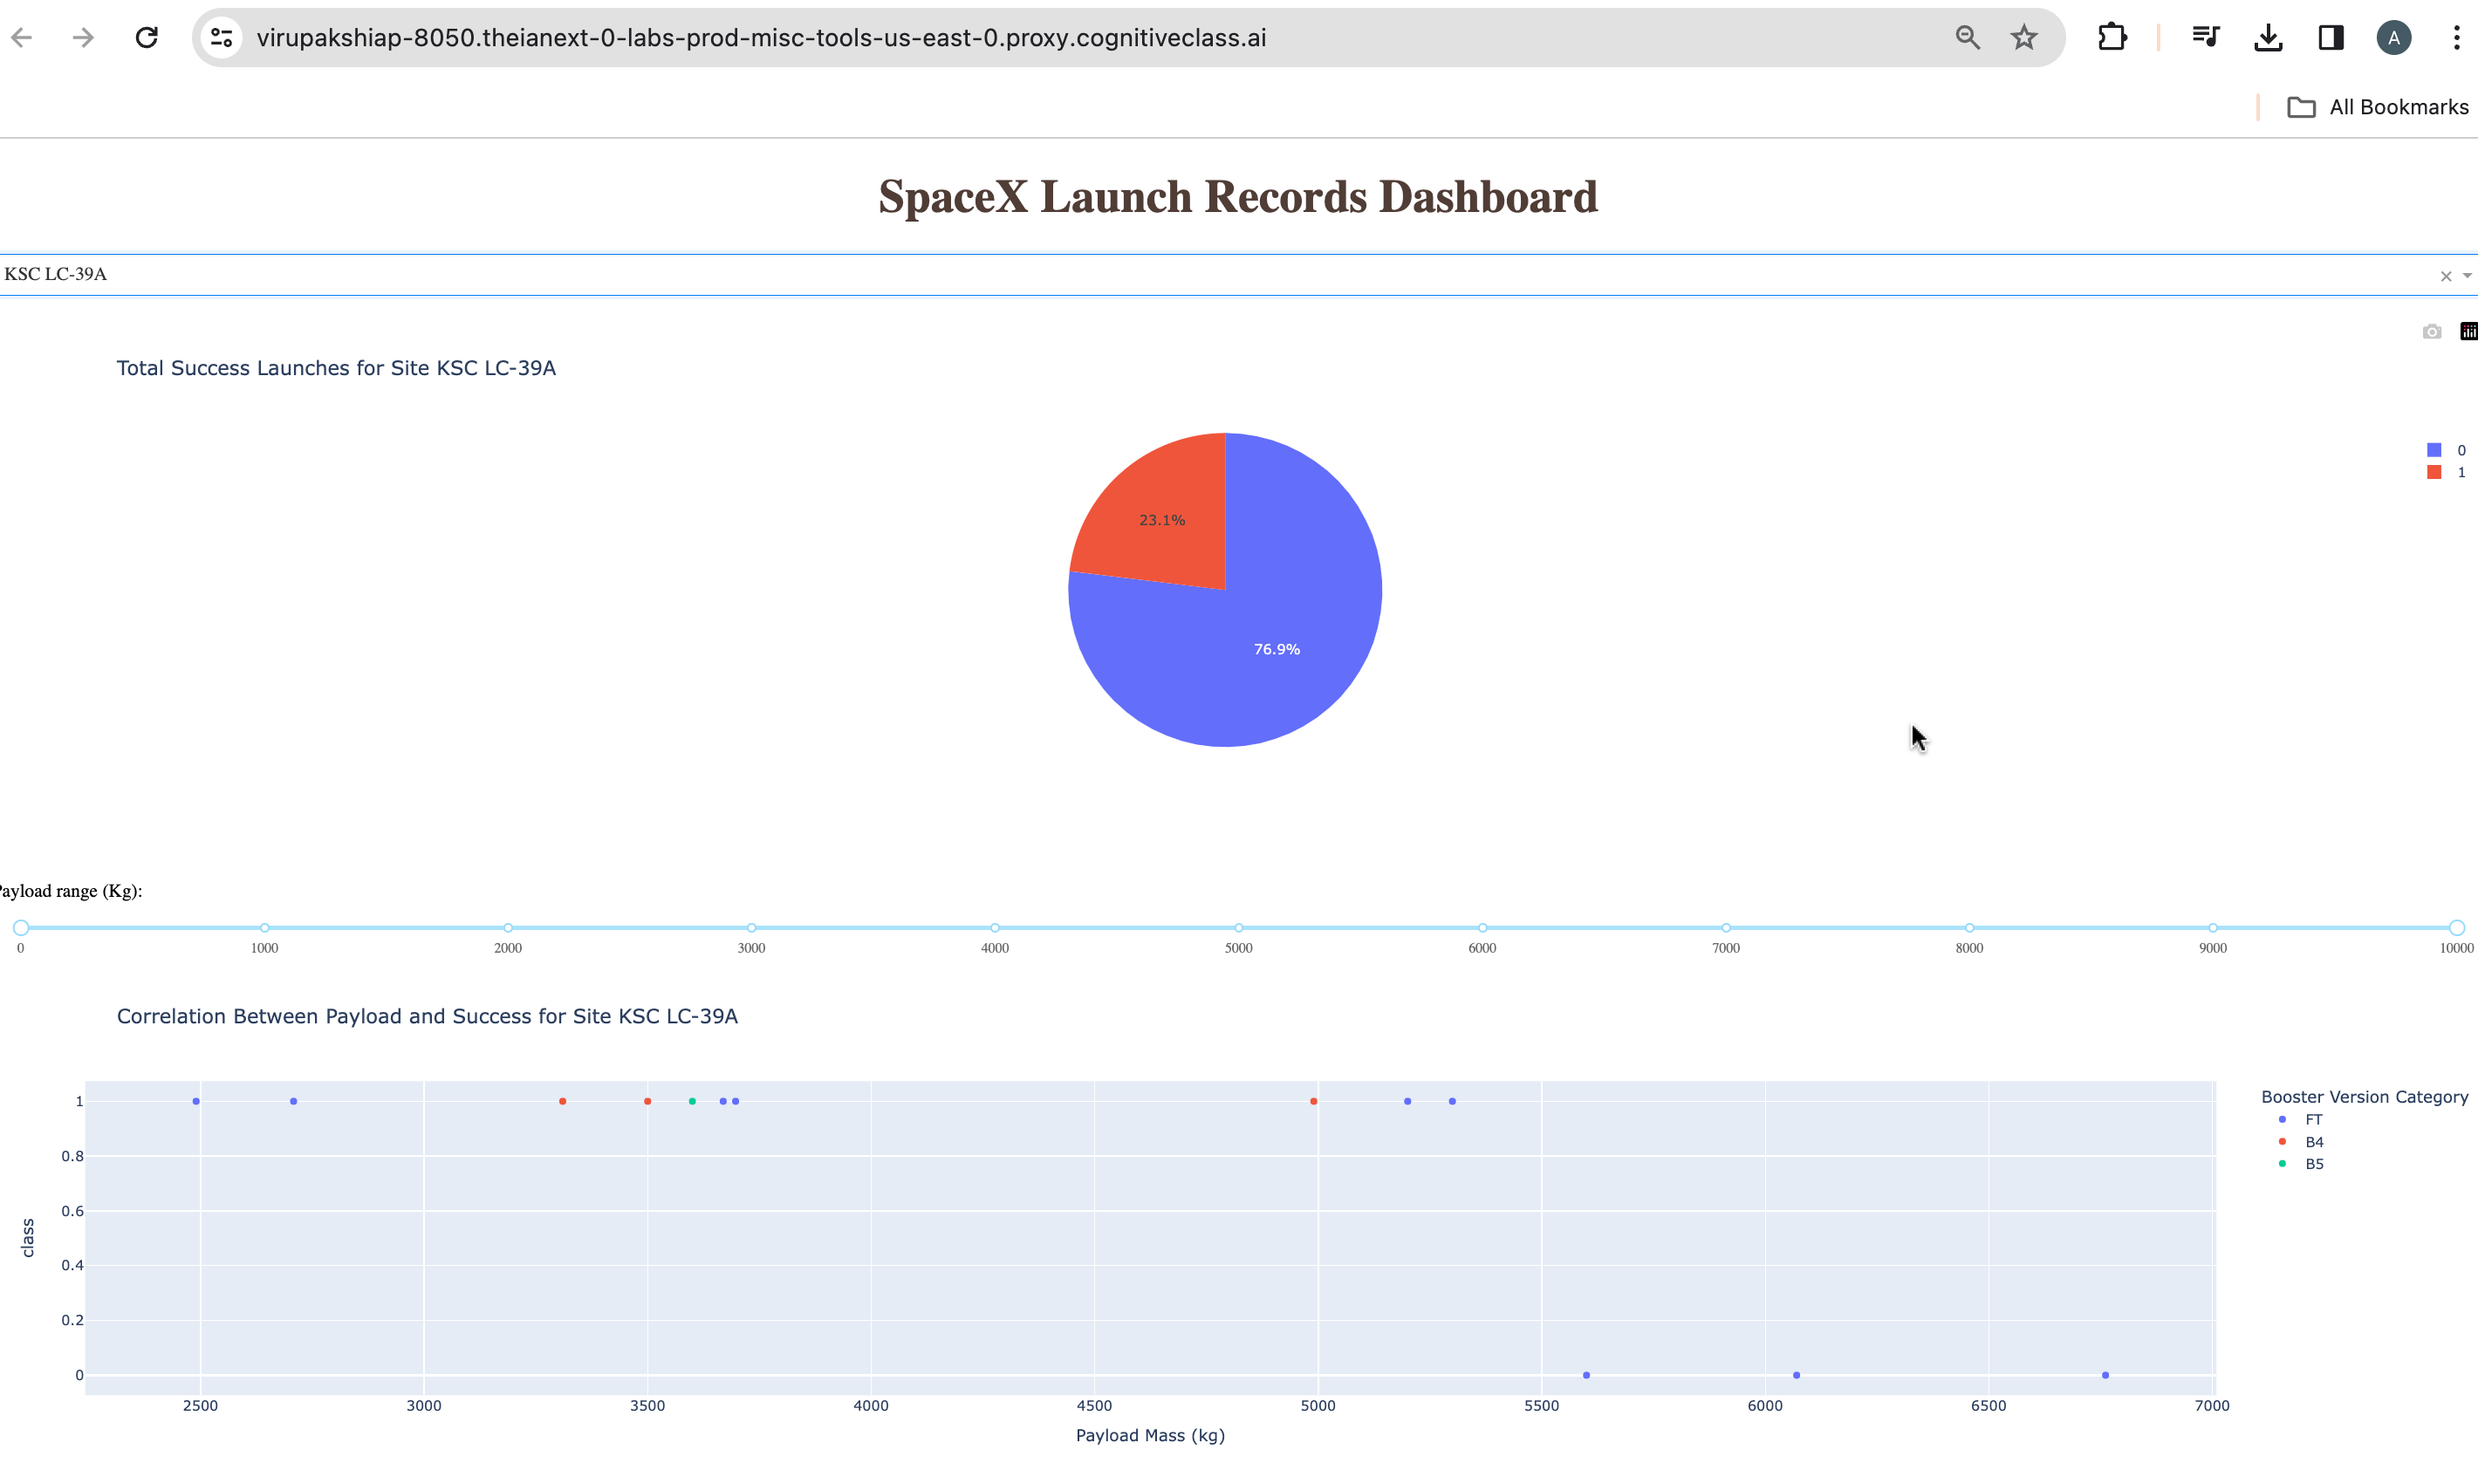 virupakshiap-8050.theianext-0-labs-prod-misc-tools-us-east-0.proxy.cognitiveclass.ai
A
All Bookmarks
SpaceX Launch Records Dashboard
KSC LC-39A
Total Success Launches for Site KSC LC-39A
0
1
23.1%
76.9%
Payload range (Kg):
0 1000 2000 3000 4000 5000 6000 7000 8000 9000 10000
Correlation Between Payload and Success for Site KSC LC-39A
Booster Version Category
FT
B4
B5
1
0.8
0.6
0.4
0.2
0
class
2500 3000 3500 4000 4500 5000 5500 6000 6500 7000
Payload Mass (kg)